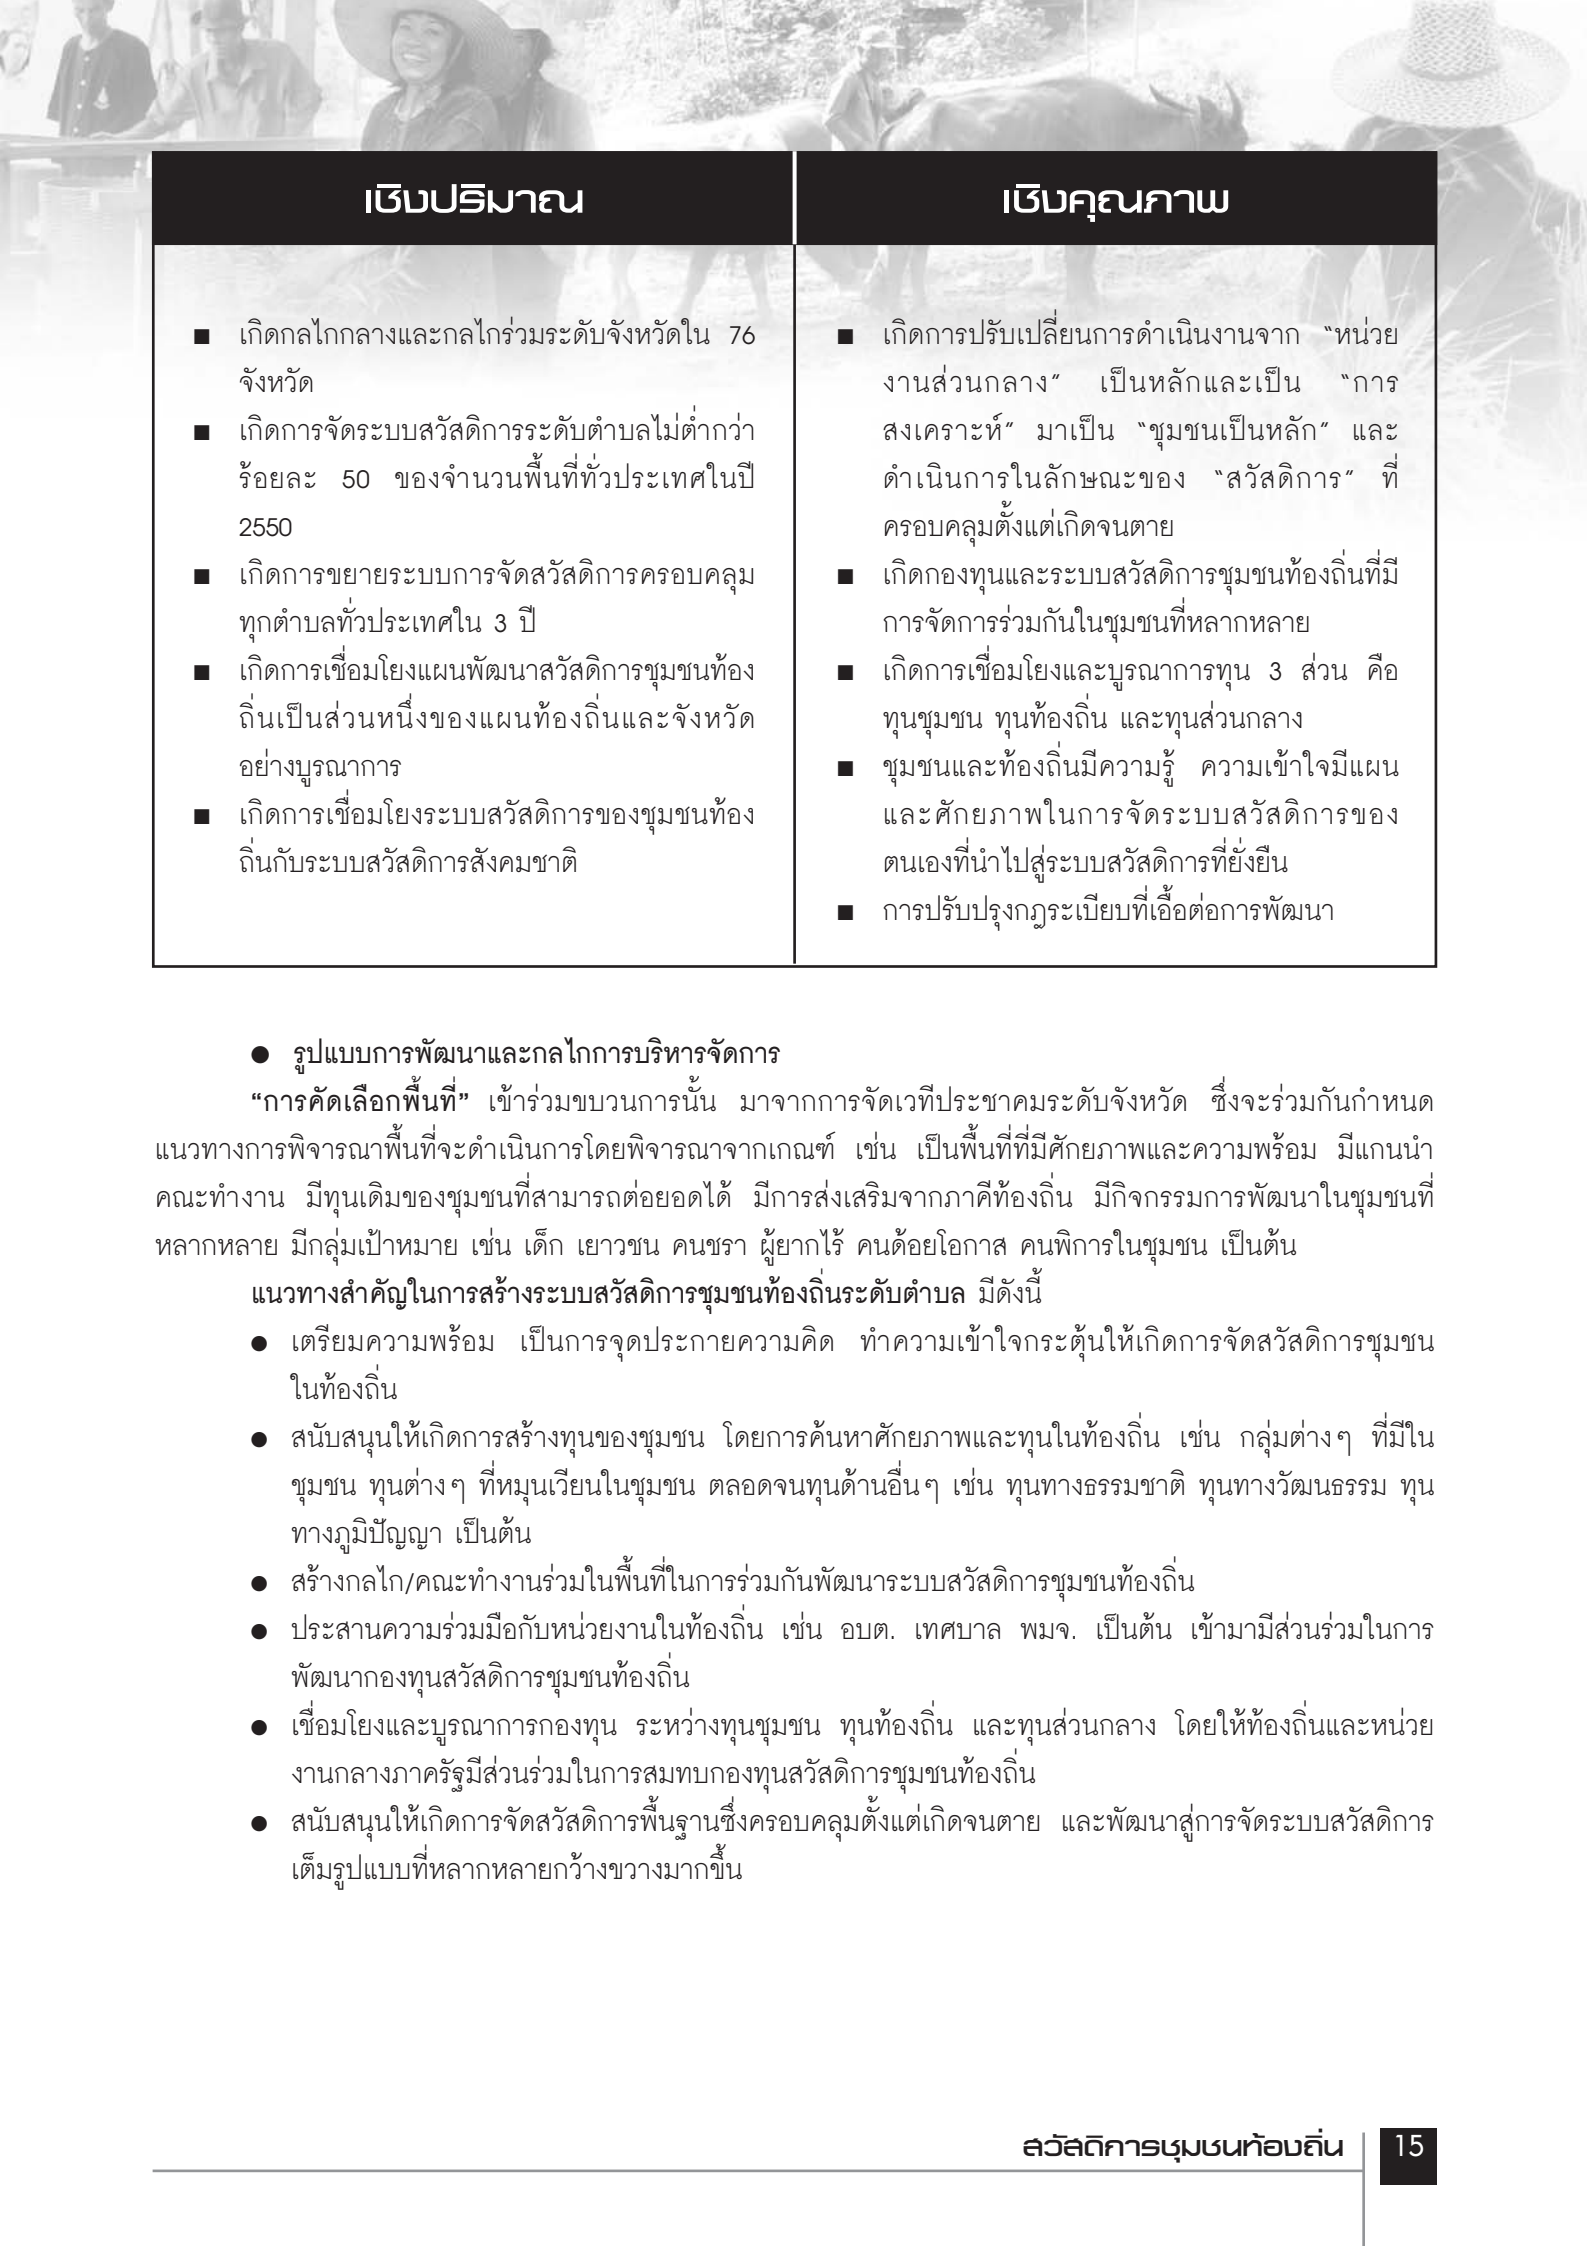 เชิงปริมาณ
เชิงคุณภาพ
■ เกิดกลไกกลางและกลไกร่วมระดับจังหวัดใน 76
จังหวัด
■ เกิดการจัดระบบสวัสดิการระดับตำบลไม่ต่ำกว่า
ร้อยละ 50 ของจำนวนพื้นที่ทั่วประเทศในปี
2550
■ เกิดการขยายระบบการจัดสวัสดิการครอบคลุม
ทุกตำบลทั่วประเทศใน 3 ปี
■ เกิดการเชื่อมโยงแผนพัฒนาสวัสดิการชุมชนท้อง
ถิ่นเป็นส่วนหนึ่งของแผนท้องถิ่นและจังหวัด
อย่างบูรณาการ
■ เกิดการเชื่อมโยงระบบสวัสดิการของชุมชนท้อง
ถิ่นกับระบบสวัสดิการสังคมชาติ
■ เกิดการปรับเปลี่ยนการดำเนินงานจาก “หน่วย
งานส่วนกลาง” เป็นหลักและเป็น “การ
สงเคราะห์” มาเป็น “ชุมชนเป็นหลัก” และ
ดำเนินการในลักษณะของ “สวัสดิการ” ที่
ครอบคลุมตั้งแต่เกิดจนตาย
■ เกิดกองทุนและระบบสวัสดิการชุมชนท้องถิ่นที่มี
การจัดการร่วมกันในชุมชนที่หลากหลาย
■ เกิดการเชื่อมโยงและบูรณาการทุน 3 ส่วน คือ
ทุนชุมชน ทุนท้องถิ่น และทุนส่วนกลาง
■ ชุมชนและท้องถิ่นมีความรู้ ความเข้าใจมีแผน
และศักยภาพในการจัดระบบสวัสดิการของ
ตนเองที่นำไปสู่ระบบสวัสดิการที่ยั่งยืน
■ การปรับปรุงกฎระเบียบที่เอื้อต่อการพัฒนา
● รูปแบบการพัฒนาและกลไกการบริหารจัดการ
“การคัดเลือกพื้นที่” เข้าร่วมขบวนการนั้น มาจากการจัดเวทีประชาคมระดับจังหวัด ซึ่งจะร่วมกันกำหนด
แนวทางการพิจารณาพื้นที่จะดำเนินการโดยพิจารณาจากเกณฑ์ เช่น เป็นพื้นที่ที่มีศักยภาพและความพร้อม มีแกนนำ
คณะทำงาน มีทุนเดิมของชุมชนที่สามารถต่อยอดได้ มีการส่งเสริมจากภาคีท้องถิ่น มีกิจกรรมการพัฒนาในชุมชนที่
หลากหลาย มีกลุ่มเป้าหมาย เช่น เด็ก เยาวชน คนชรา ผู้ยากไร้ คนด้อยโอกาส คนพิการในชุมชน เป็นต้น
แนวทางสำคัญในการสร้างระบบสวัสดิการชุมชนท้องถิ่นระดับตำบล มีดังนี้
● เตรียมความพร้อม เป็นการจุดประกายความคิด ทำความเข้าใจกระตุ้นให้เกิดการจัดสวัสดิการชุมชน
ในท้องถิ่น
● สนับสนุนให้เกิดการสร้างทุนของชุมชน โดยการค้นหาศักยภาพและทุนในท้องถิ่น เช่น กลุ่มต่างๆ ที่มีใน
ชุมชน ทุนต่างๆ ที่หมุนเวียนในชุมชน ตลอดจนทุนด้านอื่นๆ เช่น ทุนทางธรรมชาติ ทุนทางวัฒนธรรม ทุน
ทางภูมิปัญญา เป็นต้น
● สร้างกลไก/คณะทำงานร่วมในพื้นที่ในการร่วมกันพัฒนาระบบสวัสดิการชุมชนท้องถิ่น
● ประสานความร่วมมือกับหน่วยงานในท้องถิ่น เช่น อบต. เทศบาล พมจ. เป็นต้น เข้ามามีส่วนร่วมในการ
พัฒนากองทุนสวัสดิการชุมชนท้องถิ่น
● เชื่อมโยงและบูรณาการกองทุน ระหว่างทุนชุมชน ทุนท้องถิ่น และทุนส่วนกลาง โดยให้ท้องถิ่นและหน่วย
งานกลางภาครัฐมีส่วนร่วมในการสมทบกองทุนสวัสดิการชุมชนท้องถิ่น
● สนับสนุนให้เกิดการจัดสวัสดิการพื้นฐานซึ่งครอบคลุมตั้งแต่เกิดจนตาย และพัฒนาสู่การจัดระบบสวัสดิการ
เต็มรูปแบบที่หลากหลายกว้างขวางมากขึ้น
สวัสดิการชุมชนท้องถิ่น 15